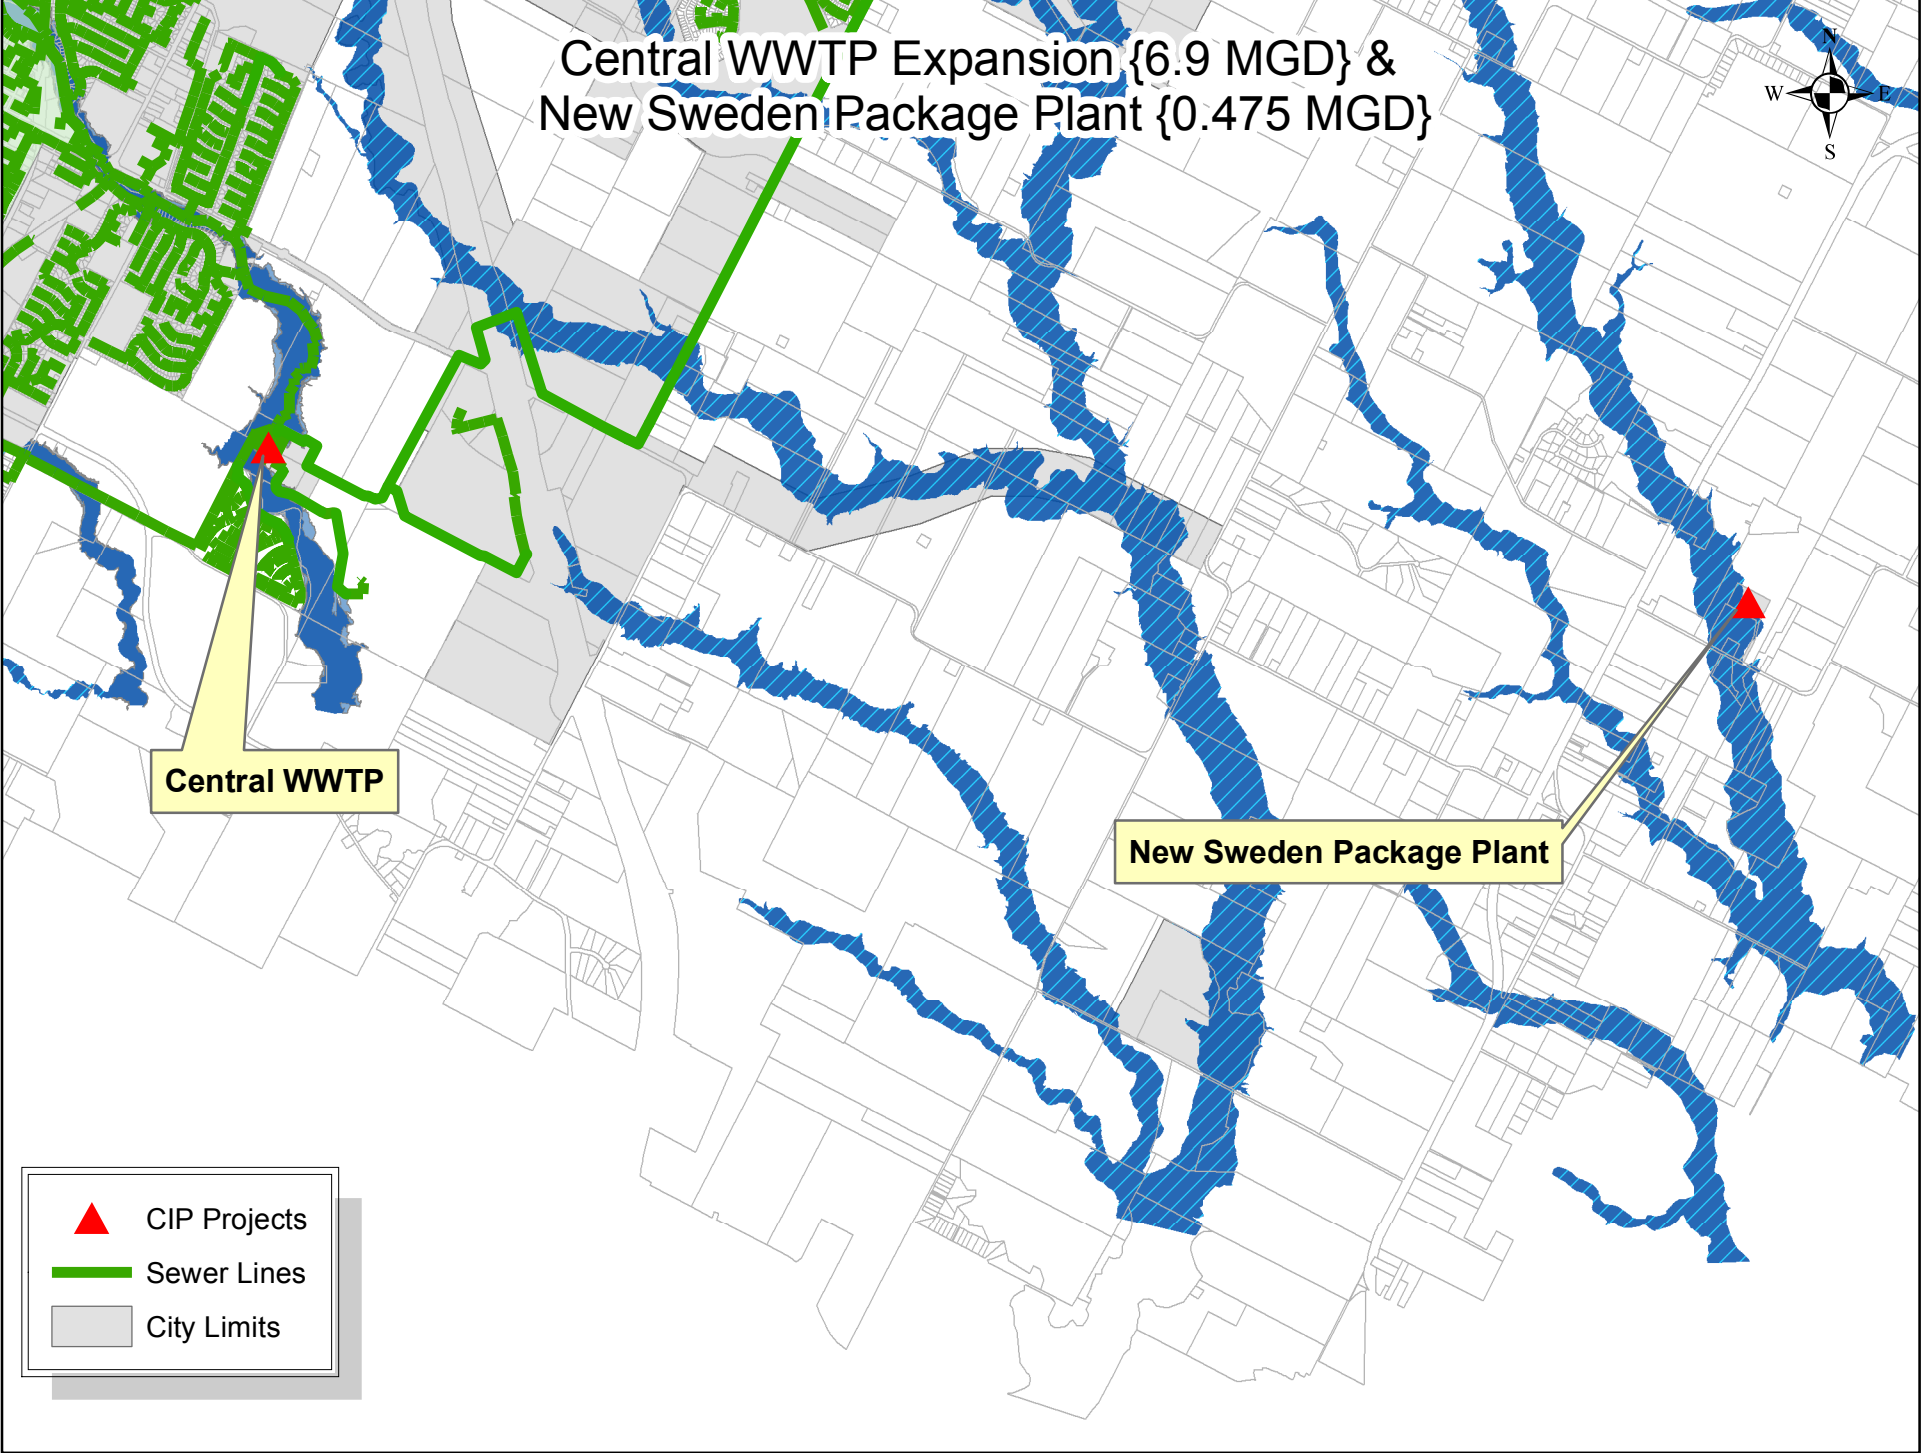 Central WWTP Expansion {6.9 MGD} &
New Sweden Package Plant {0.475 MGD}
N
W E
S
Central WWTP
New Sweden Package Plant
CIP Projects
Sewer Lines
City Limits